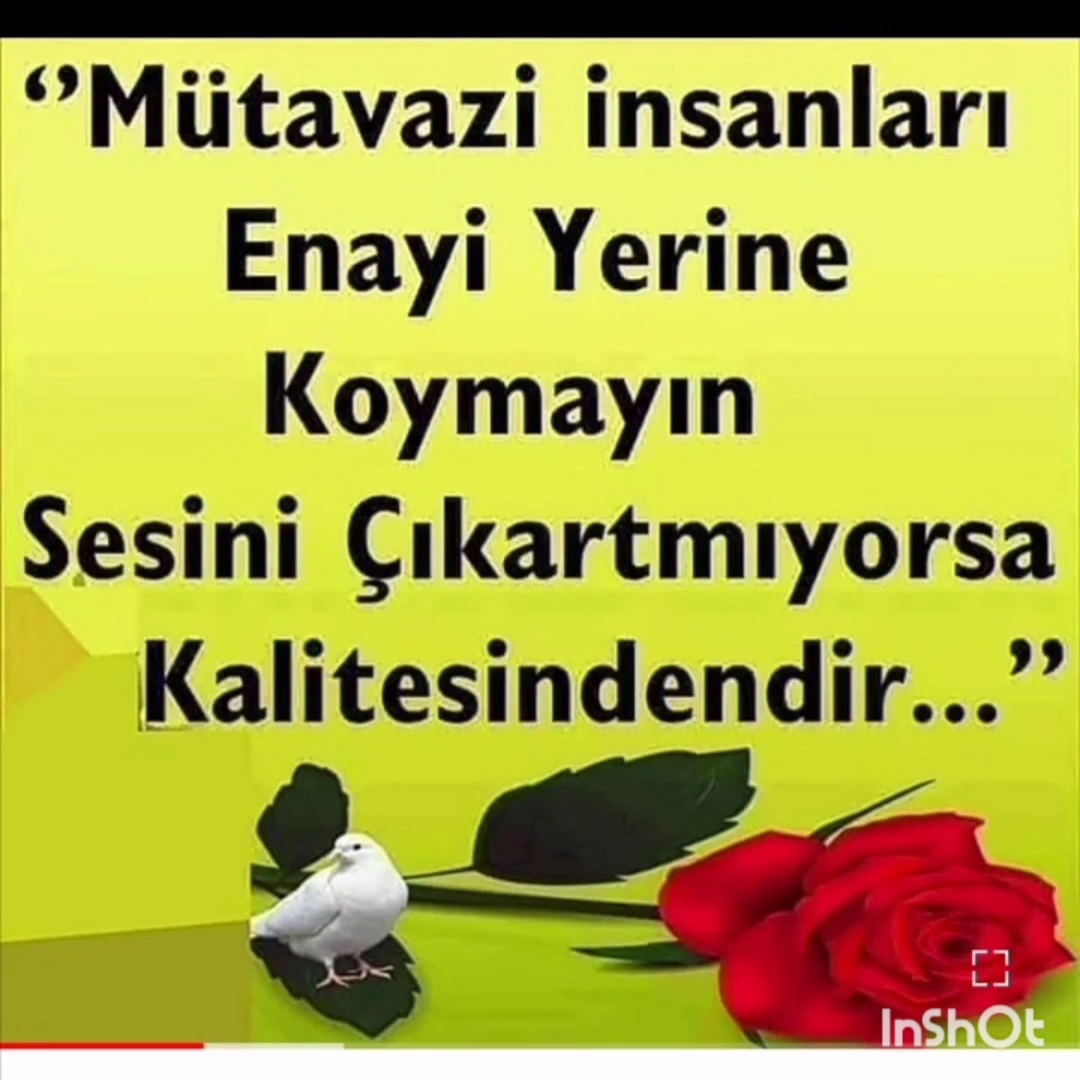 ‘’Mütavazi insanları
Enayi Yerine
Koymayın
Sesini Çıkartmıyorsa
Kalitesindendir...’’
InShOt